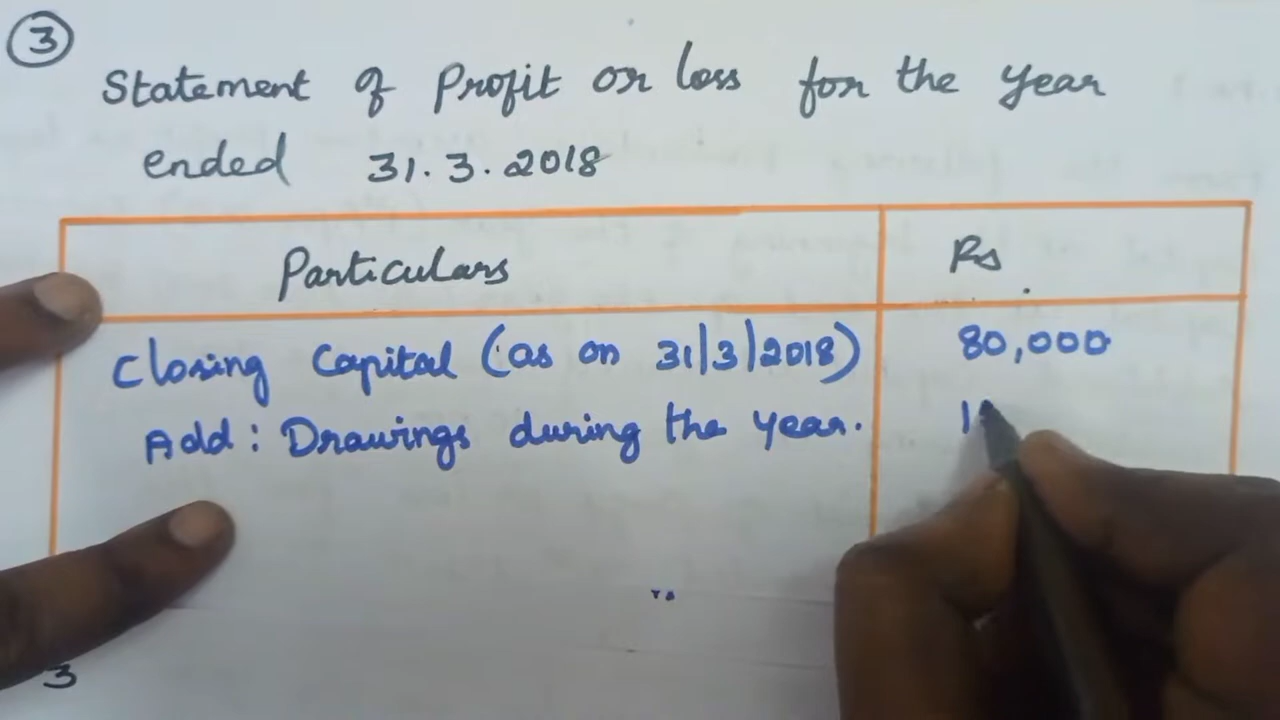 3
Statement of Profit or loss for the year
ended 31.3.2018
Particulars Rs
Closing Capital (as on 31/3/2018) 80,000
Add: Drawings during the year.
3